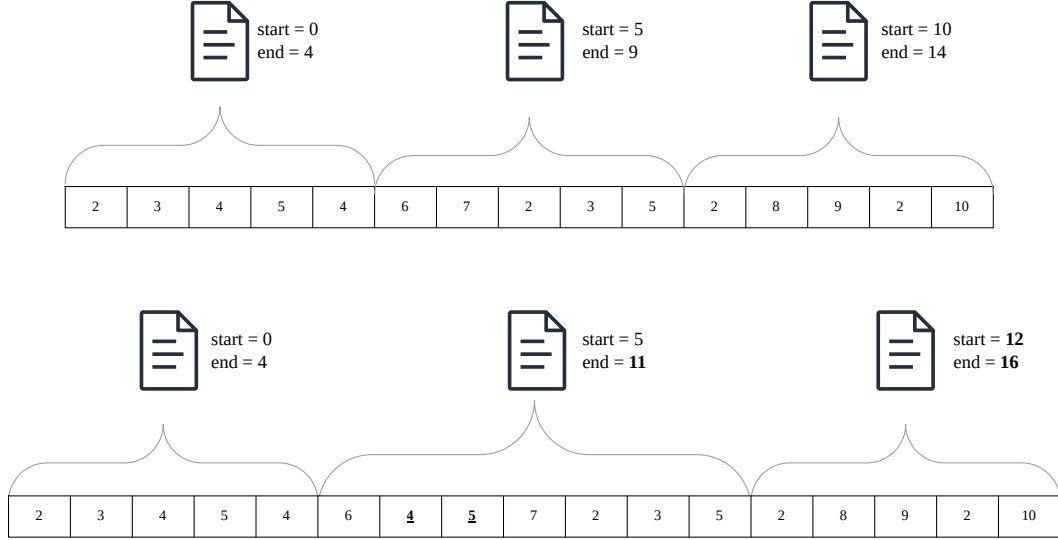 start = 0
end = 4
start = 5
end = 9
start = 10
end = 14
2 3 4 5 4 6 7 2 3 5 2 8 9 2 10
start = 0
end = 4
start = 5
end = 11
start = 12
end = 16
2 3 4 5 4 6 4 5 7 2 3 5 2 8 9 2 10